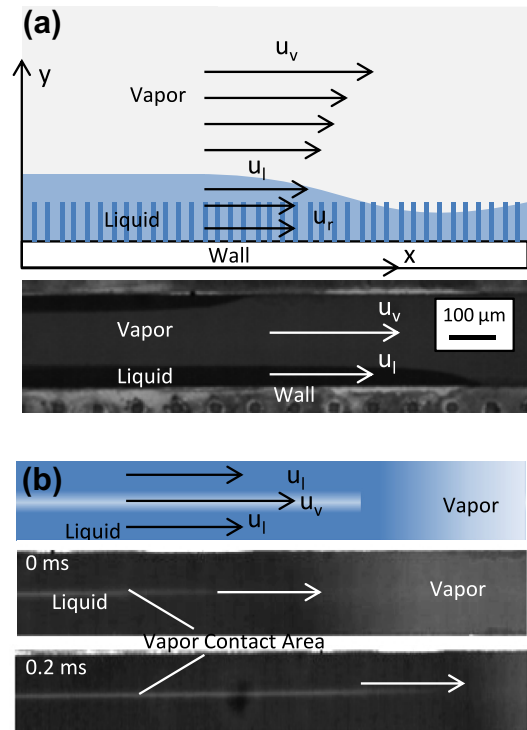 (a)
u_v
y
Vapor
u_l
Liquid
u_r
Wall
x
u_v
100 µm
Vapor
u_l
Liquid
Wall
(b)
u_l
u_v
Vapor
Liquid
u_l
0 ms
Vapor
Liquid
Vapor Contact Area
0.2 ms